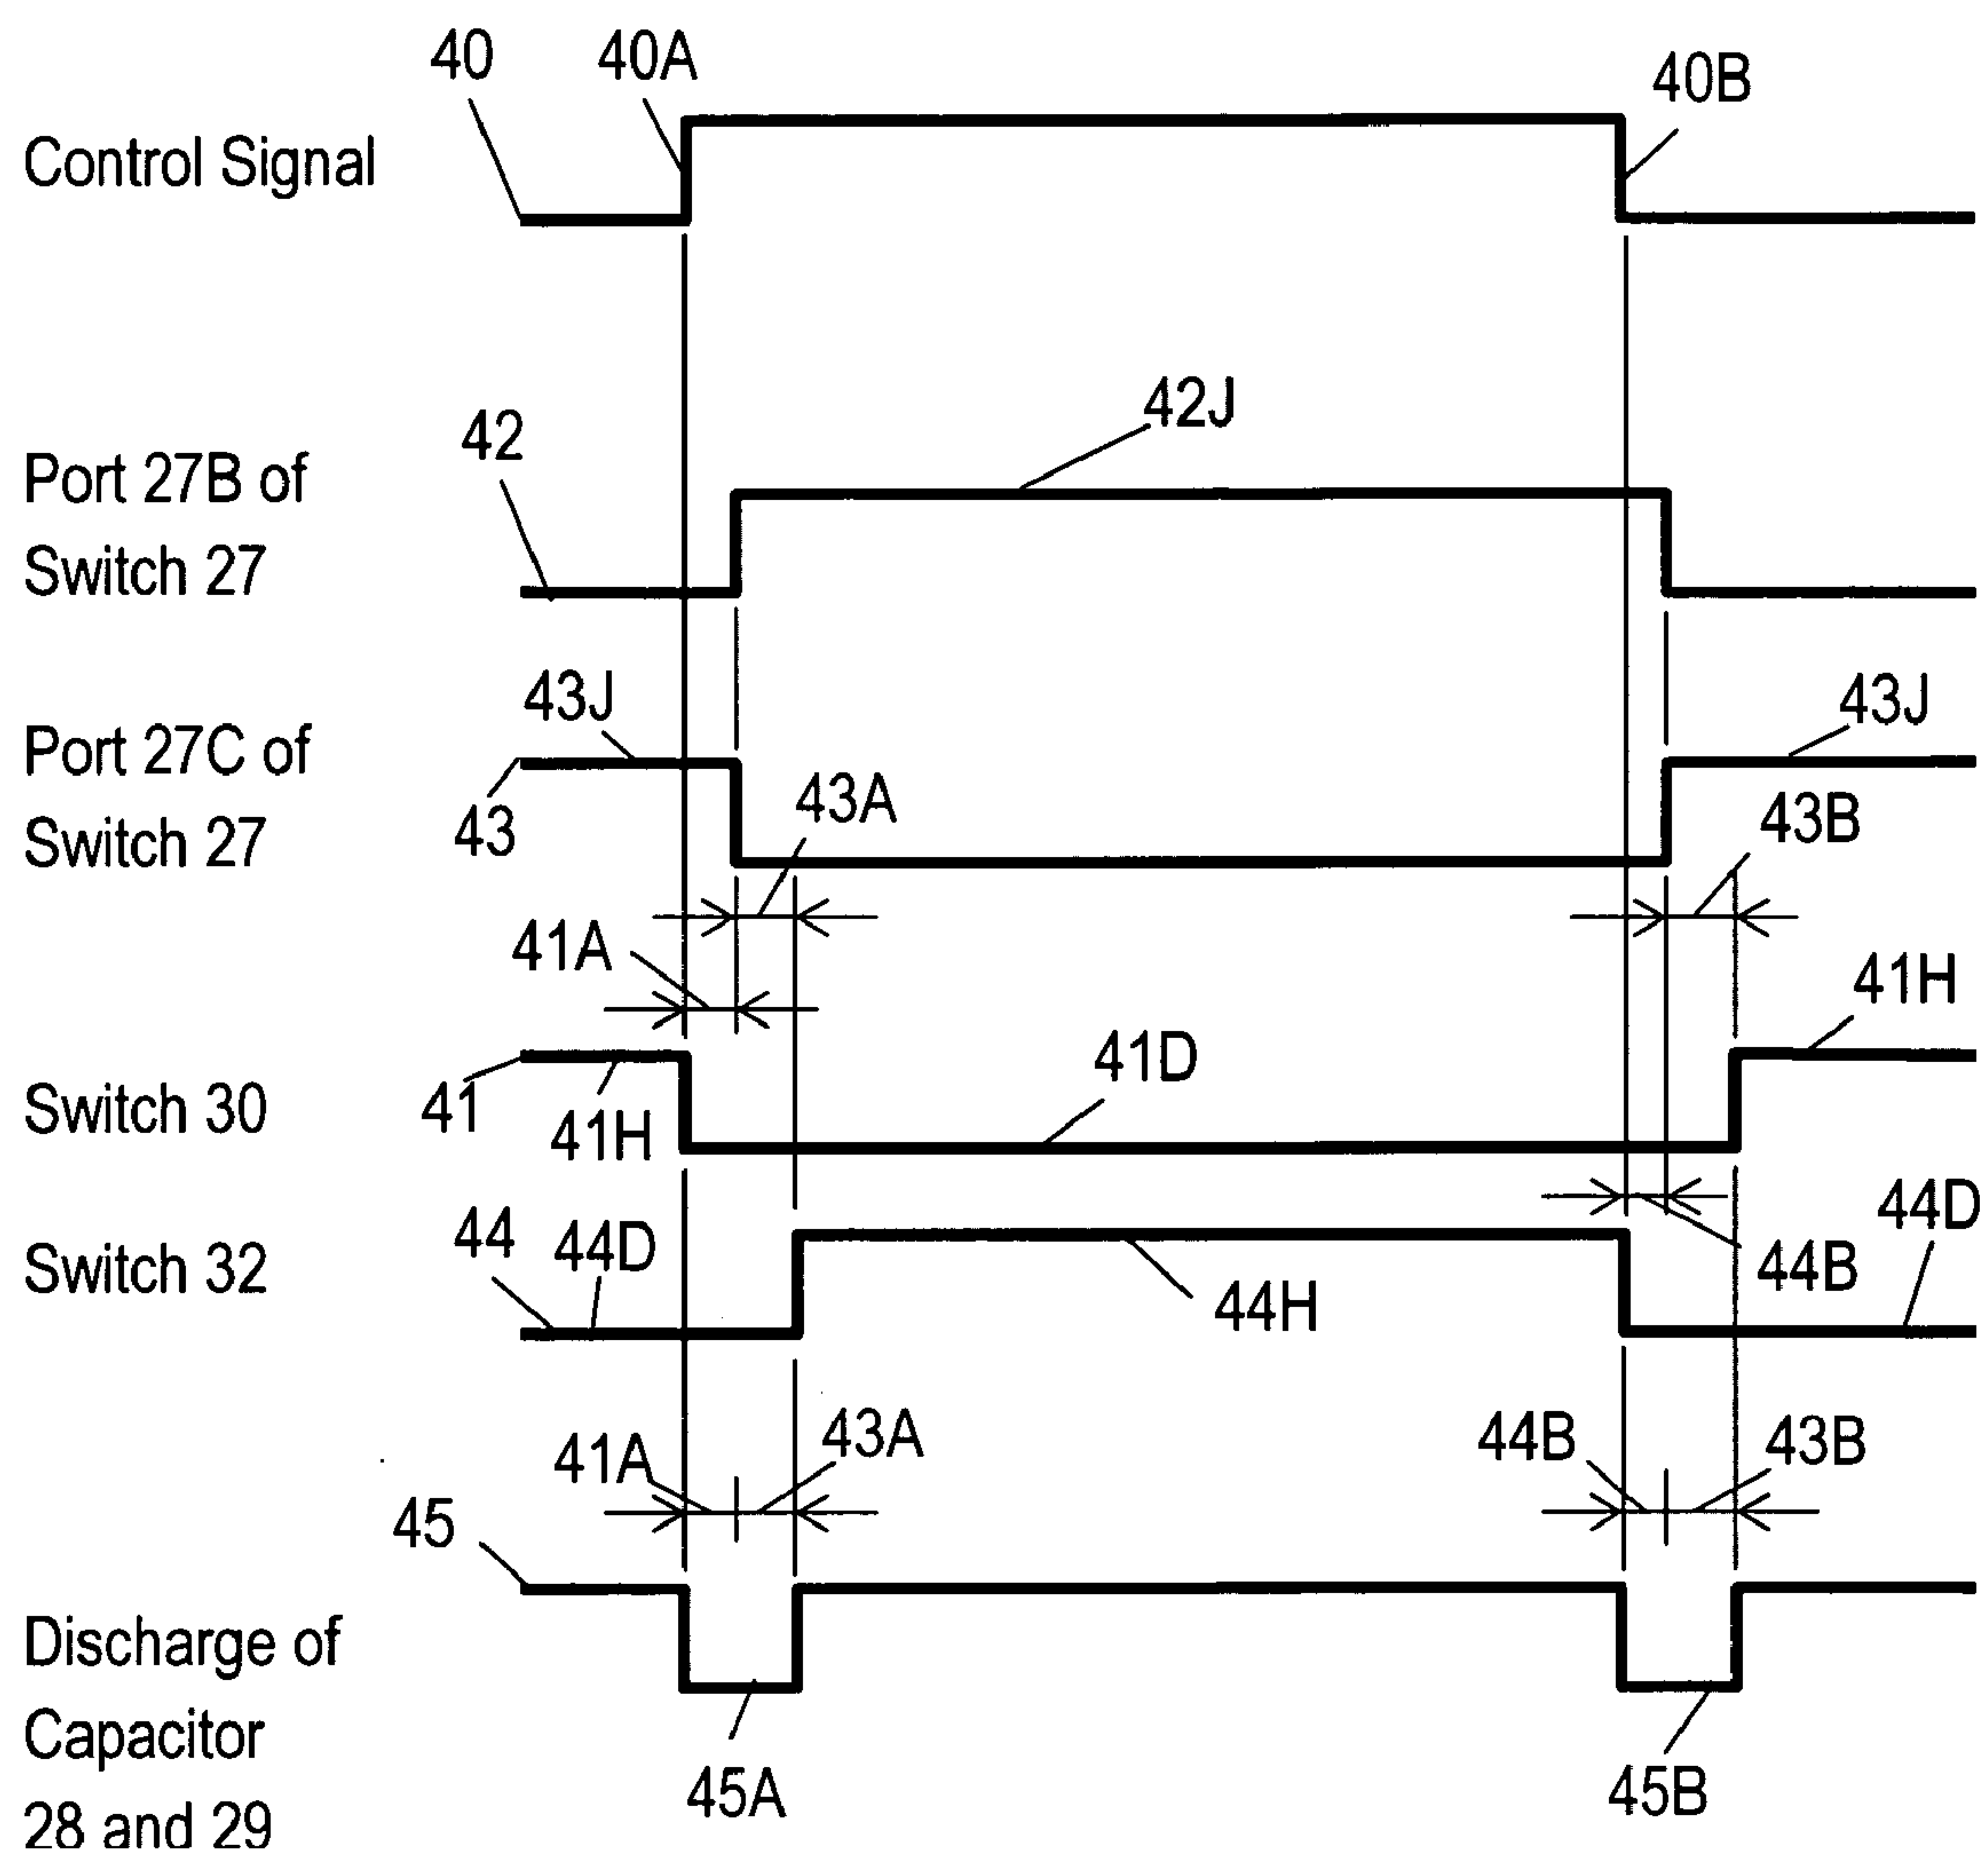 40
40A
40B
Control Signal
42J
42
Port 27B of
Switch 27
43J
43J
Port 27C of
43A
43B
43
Switch 27
41A
41H
41D
Switch 30
41
41H
44
44D
44D
Switch 32
44B
44H
41A
43A
44B
43B
45
Discharge of
Capacitor
28 and 29
45A
45B